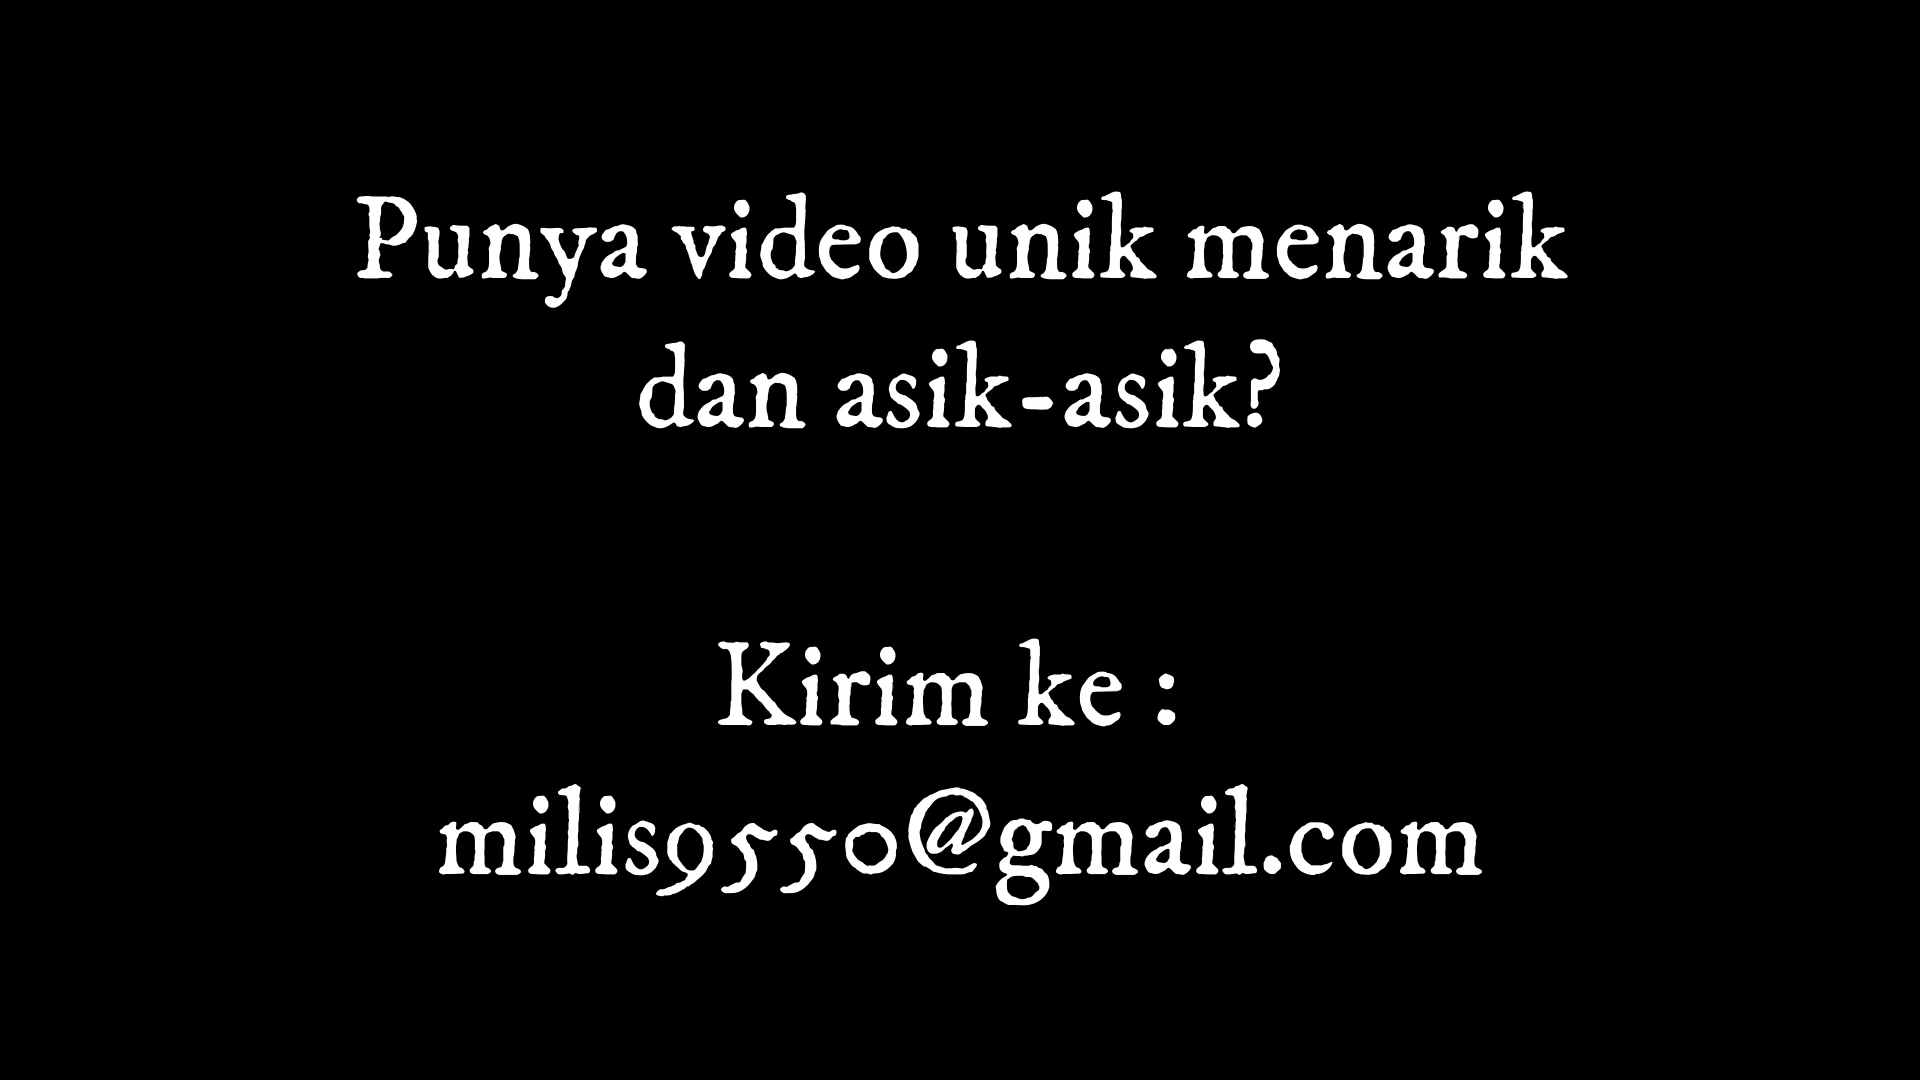 Punya video unik menarik
dan asik-asik?
Kirim ke :
milis9550@gmail.com